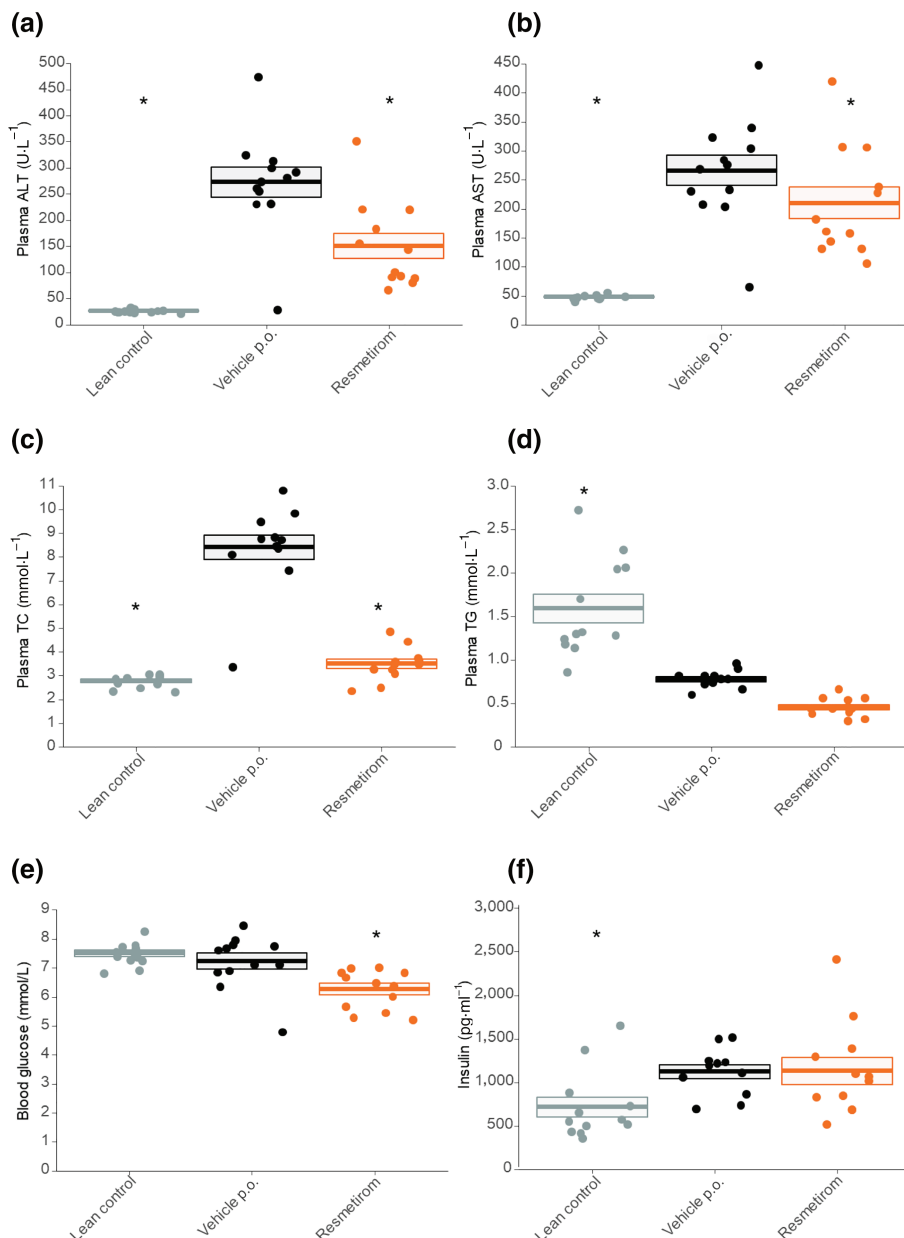 (a)
Plasma ALT (U·L⁻¹)
500
450
400
350
300
250
200
150
100
50
0
*
*
Lean control
Vehicle p.o.
Resmetirom
(b)
Plasma AST (U·L⁻¹)
450
400
350
300
250
200
150
100
50
0
*
*
Lean control
Vehicle p.o.
Resmetirom
(c)
Plasma TC (mmol·L⁻¹)
11
10
9
8
7
6
5
4
3
2
1
0
*
*
Lean control
Vehicle p.o.
Resmetirom
(d)
Plasma TG (mmol·L⁻¹)
3.0
2.5
2.0
1.5
1.0
0.5
0
*
Lean control
Vehicle p.o.
Resmetirom
(e)
Blood glucose (mmol/L)
9
8
7
6
5
4
3
2
1
0
*
Lean control
Vehicle p.o.
Resmetirom
(f)
Insulin (pg·ml⁻¹)
3,000
2,500
2,000
1,500
1,000
500
0
*
Lean control
Vehicle p.o.
Resmetirom